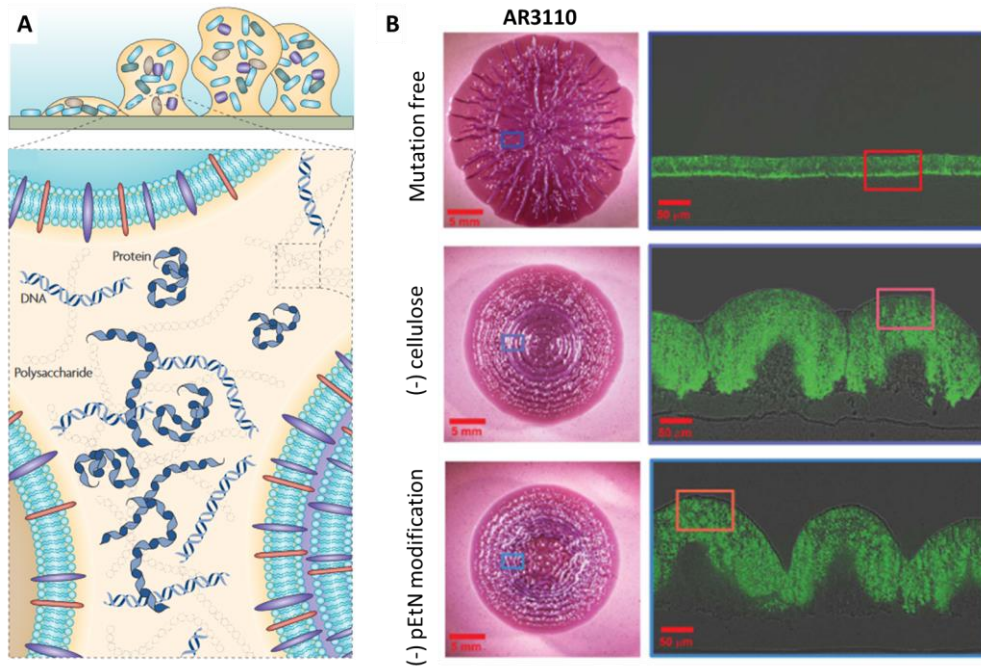 A
Protein
DNA
Polysaccharide
B
AR3110
Mutation free
5 mm
50 µm
(-) cellulose
5 mm
50 µm
(-) pEtN modification
5 mm
50 µm